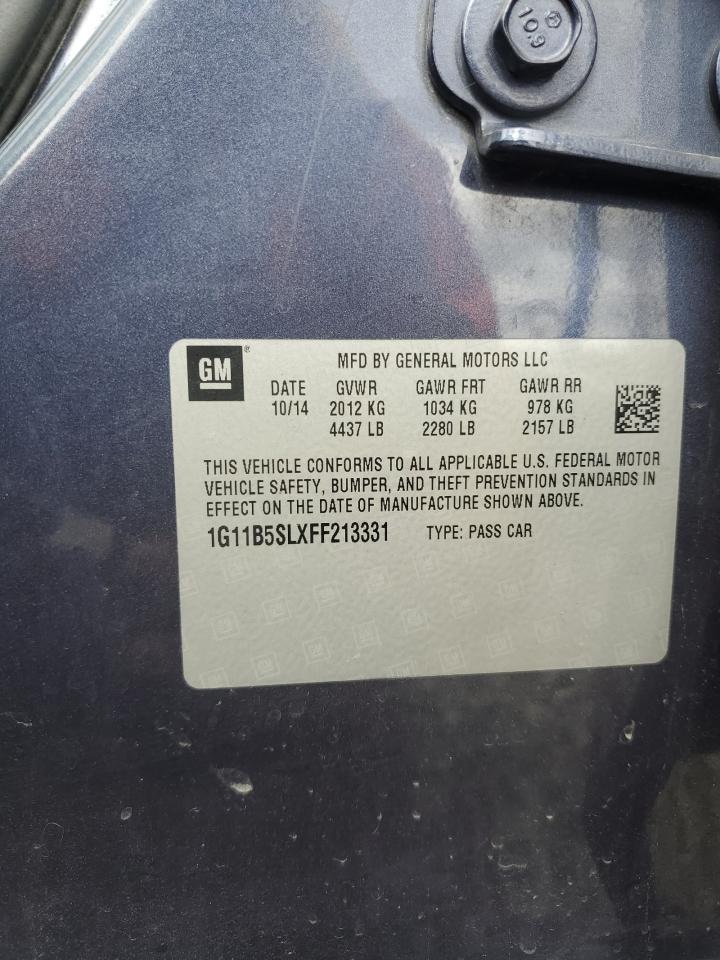 10.9
GM
MFD BY GENERAL MOTORS LLC
DATE GVWR GAWR FRT GAWR RR
10/14 2012 KG 1034 KG 978 KG
4437 LB 2280 LB 2157 LB
THIS VEHICLE CONFORMS TO ALL APPLICABLE U.S. FEDERAL MOTOR
VEHICLE SAFETY, BUMPER, AND THEFT PREVENTION STANDARDS IN
EFFECT ON THE DATE OF MANUFACTURE SHOWN ABOVE.
1G11B5SLXFF213331 TYPE: PASS CAR